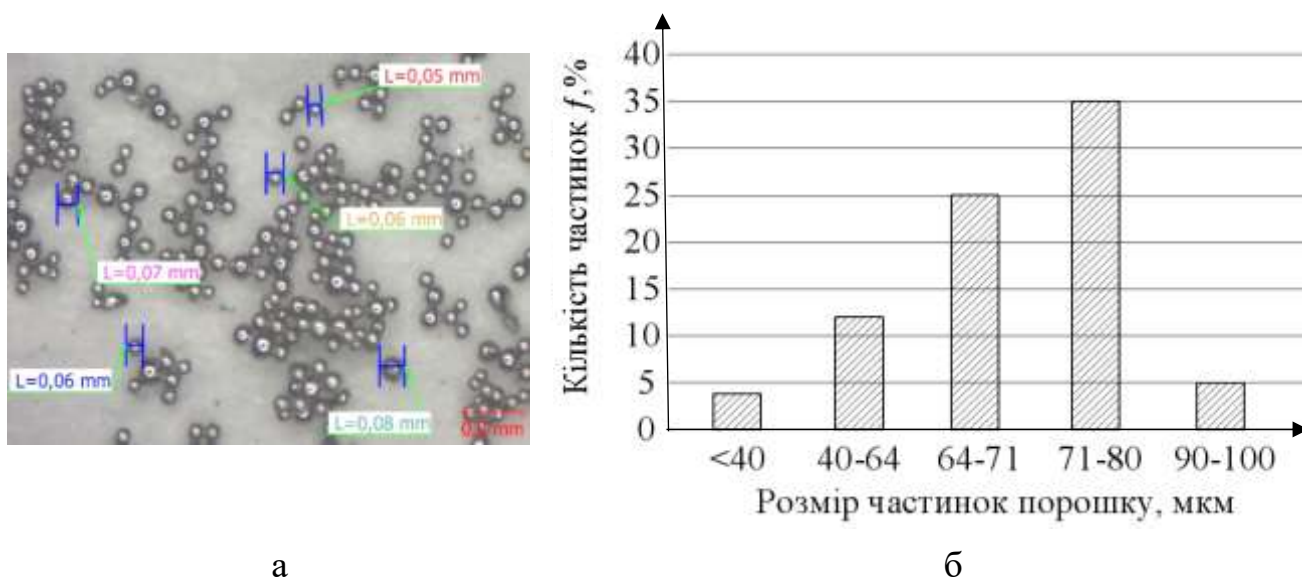 L=0,05 mm
L=0,06 mm
L=0,07 mm
L=0,06 mm
L=0,08 mm
mm
а
Кількість частинок f,%
40
35
30
25
20
15
10
5
0
<40 40-64 64-71 71-80 90-100
Розмір частинок порошку, мкм
б